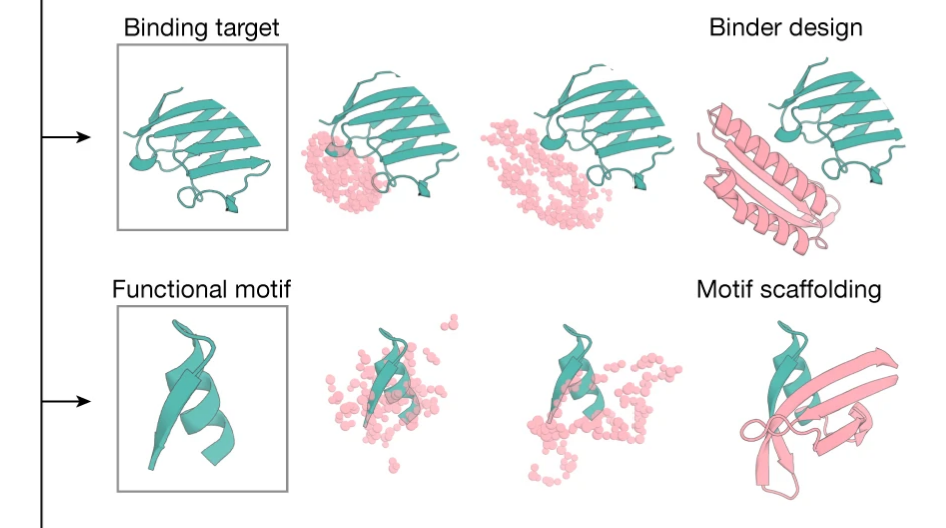 Binding target
Binder design
Functional motif
Motif scaffolding